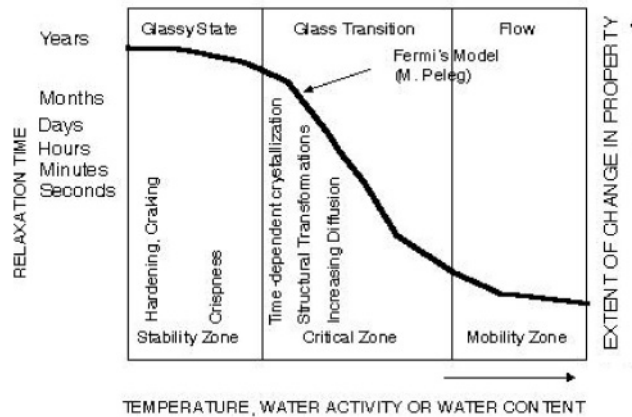 Glassy State
Glass Transition
Flow
Years
Months
Days
Hours
Minutes
Seconds
RELAXATION TIME
Fermi's Model
(M. Peleg)
Hardening, Craking
Crispness
Time-dependent crystallization
Structural Transformations
Increasing Diffusion
Stability Zone
Critical Zone
Mobility Zone
EXTENT OF CHANGE IN PROPERTY
TEMPERATURE, WATER ACTIVITY OR WATER CONTENT